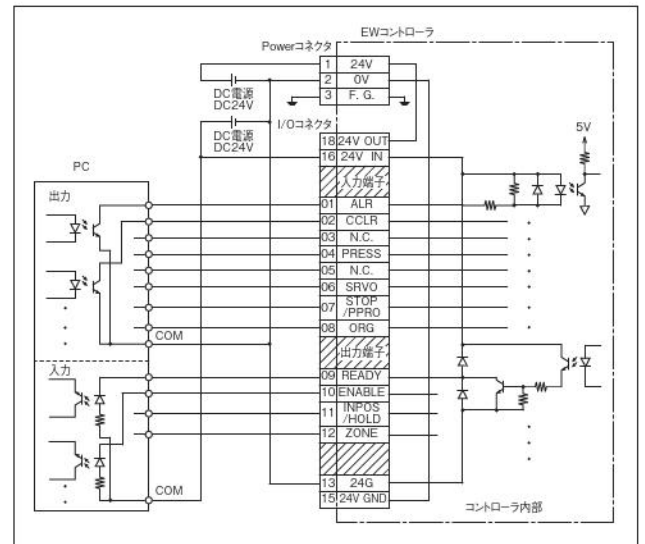 EWコントローラ
Powerコネクタ
1 24V
2 0V
3 F. G.
DC電源
DC24V
I/Oコネクタ
DC電源
DC24V
18 24V OUT
16 24V IN
5V
PC
入力端子
出力
01 ALR
02 CCLR
03 N.C.
04 PRESS
05 N.C.
06 SRVO
07 STOP
/PPRO
08 ORG
COM
出力端子
入力
09 READY
10 ENABLE
11 INPOS
/HOLD
12 ZONE
13 24G
COM
15 24V GND
コントローラ内部